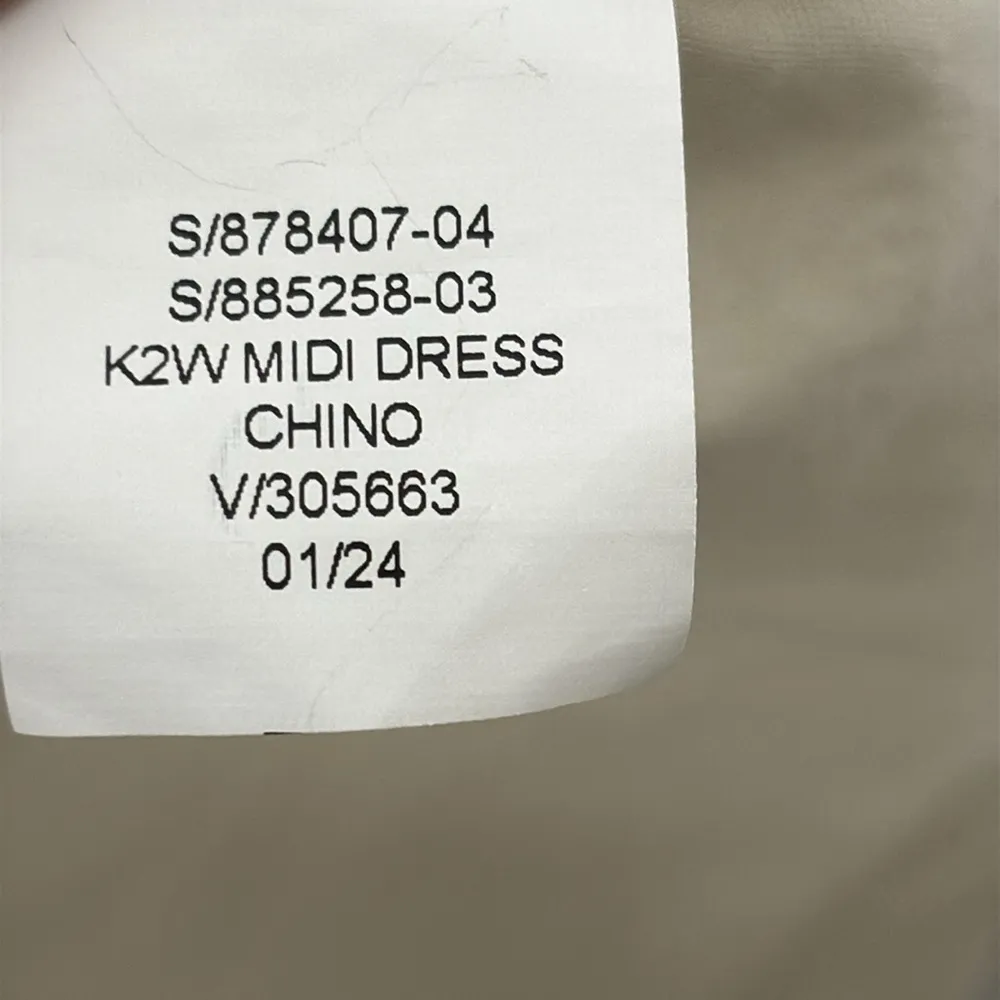 S/878407-04
S/885258-03
K2W MIDI DRESS
CHINO
V/305663
01/24